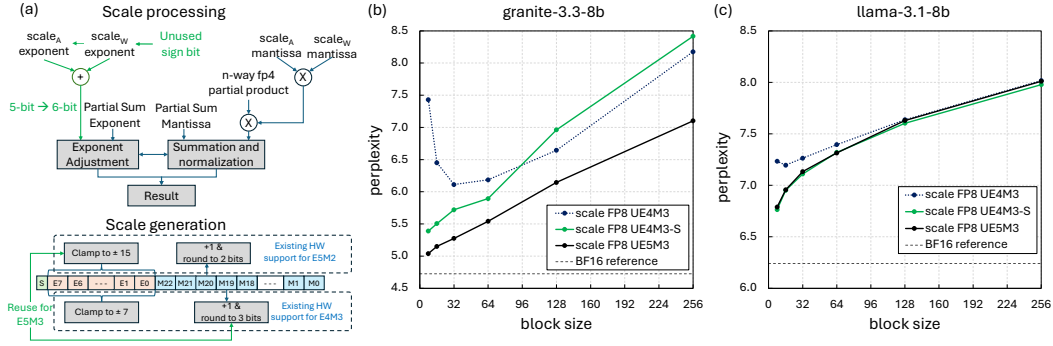 (a)
Scale processing
scale_A
exponent
scale_W
exponent
Unused
sign bit
scale_A
mantissa
scale_W
mantissa
+
X
n-way fp4
partial product
5-bit → 6-bit
Partial Sum
Exponent
Partial Sum
Mantissa
X
Exponent
Adjustment
Summation and
normalization
Result
Scale generation
Clamp to ± 15
+1 &
round to 2 bits
Existing HW
support for E5M2
S E7 E6 --- E1 E0 M22 M21 M20 M19 M18 --- M1 M0
Reuse for
E5M3
Clamp to ± 7
+1 &
round to 3 bits
Existing HW
support for E4M3
(b)
granite-3.3-8b
perplexity
8.5
8.0
7.5
7.0
6.5
6.0
5.5
5.0
4.5
scale FP8 UE4M3
scale FP8 UE4M3-S
scale FP8 UE5M3
BF16 reference
0 32 64 96 128 160 192 224 256
block size
(c)
llama-3.1-8b
perplexity
8.5
8.0
7.5
7.0
6.5
6.0
scale FP8 UE4M3
scale FP8 UE4M3-S
scale FP8 UE5M3
BF16 reference
0 32 64 96 128 160 192 224 256
block size